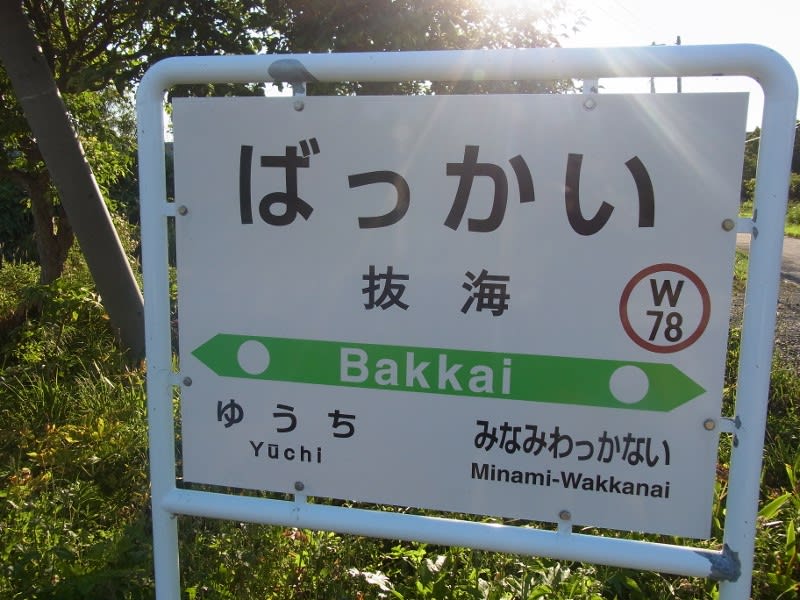 ばっかい
抜海
W
78
Bakkai
ゆうち
Yūchi
みなみわっかない
Minami-Wakkanai